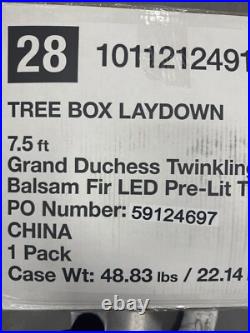 28
1011212491
TREE BOX LAYDOWN
7.5 ft
Grand Duchess Twinkling
Balsam Fir LED Pre-Lit T
PO Number: 59124697
CHINA
1 Pack
Case Wt: 48.83 lbs / 22.14